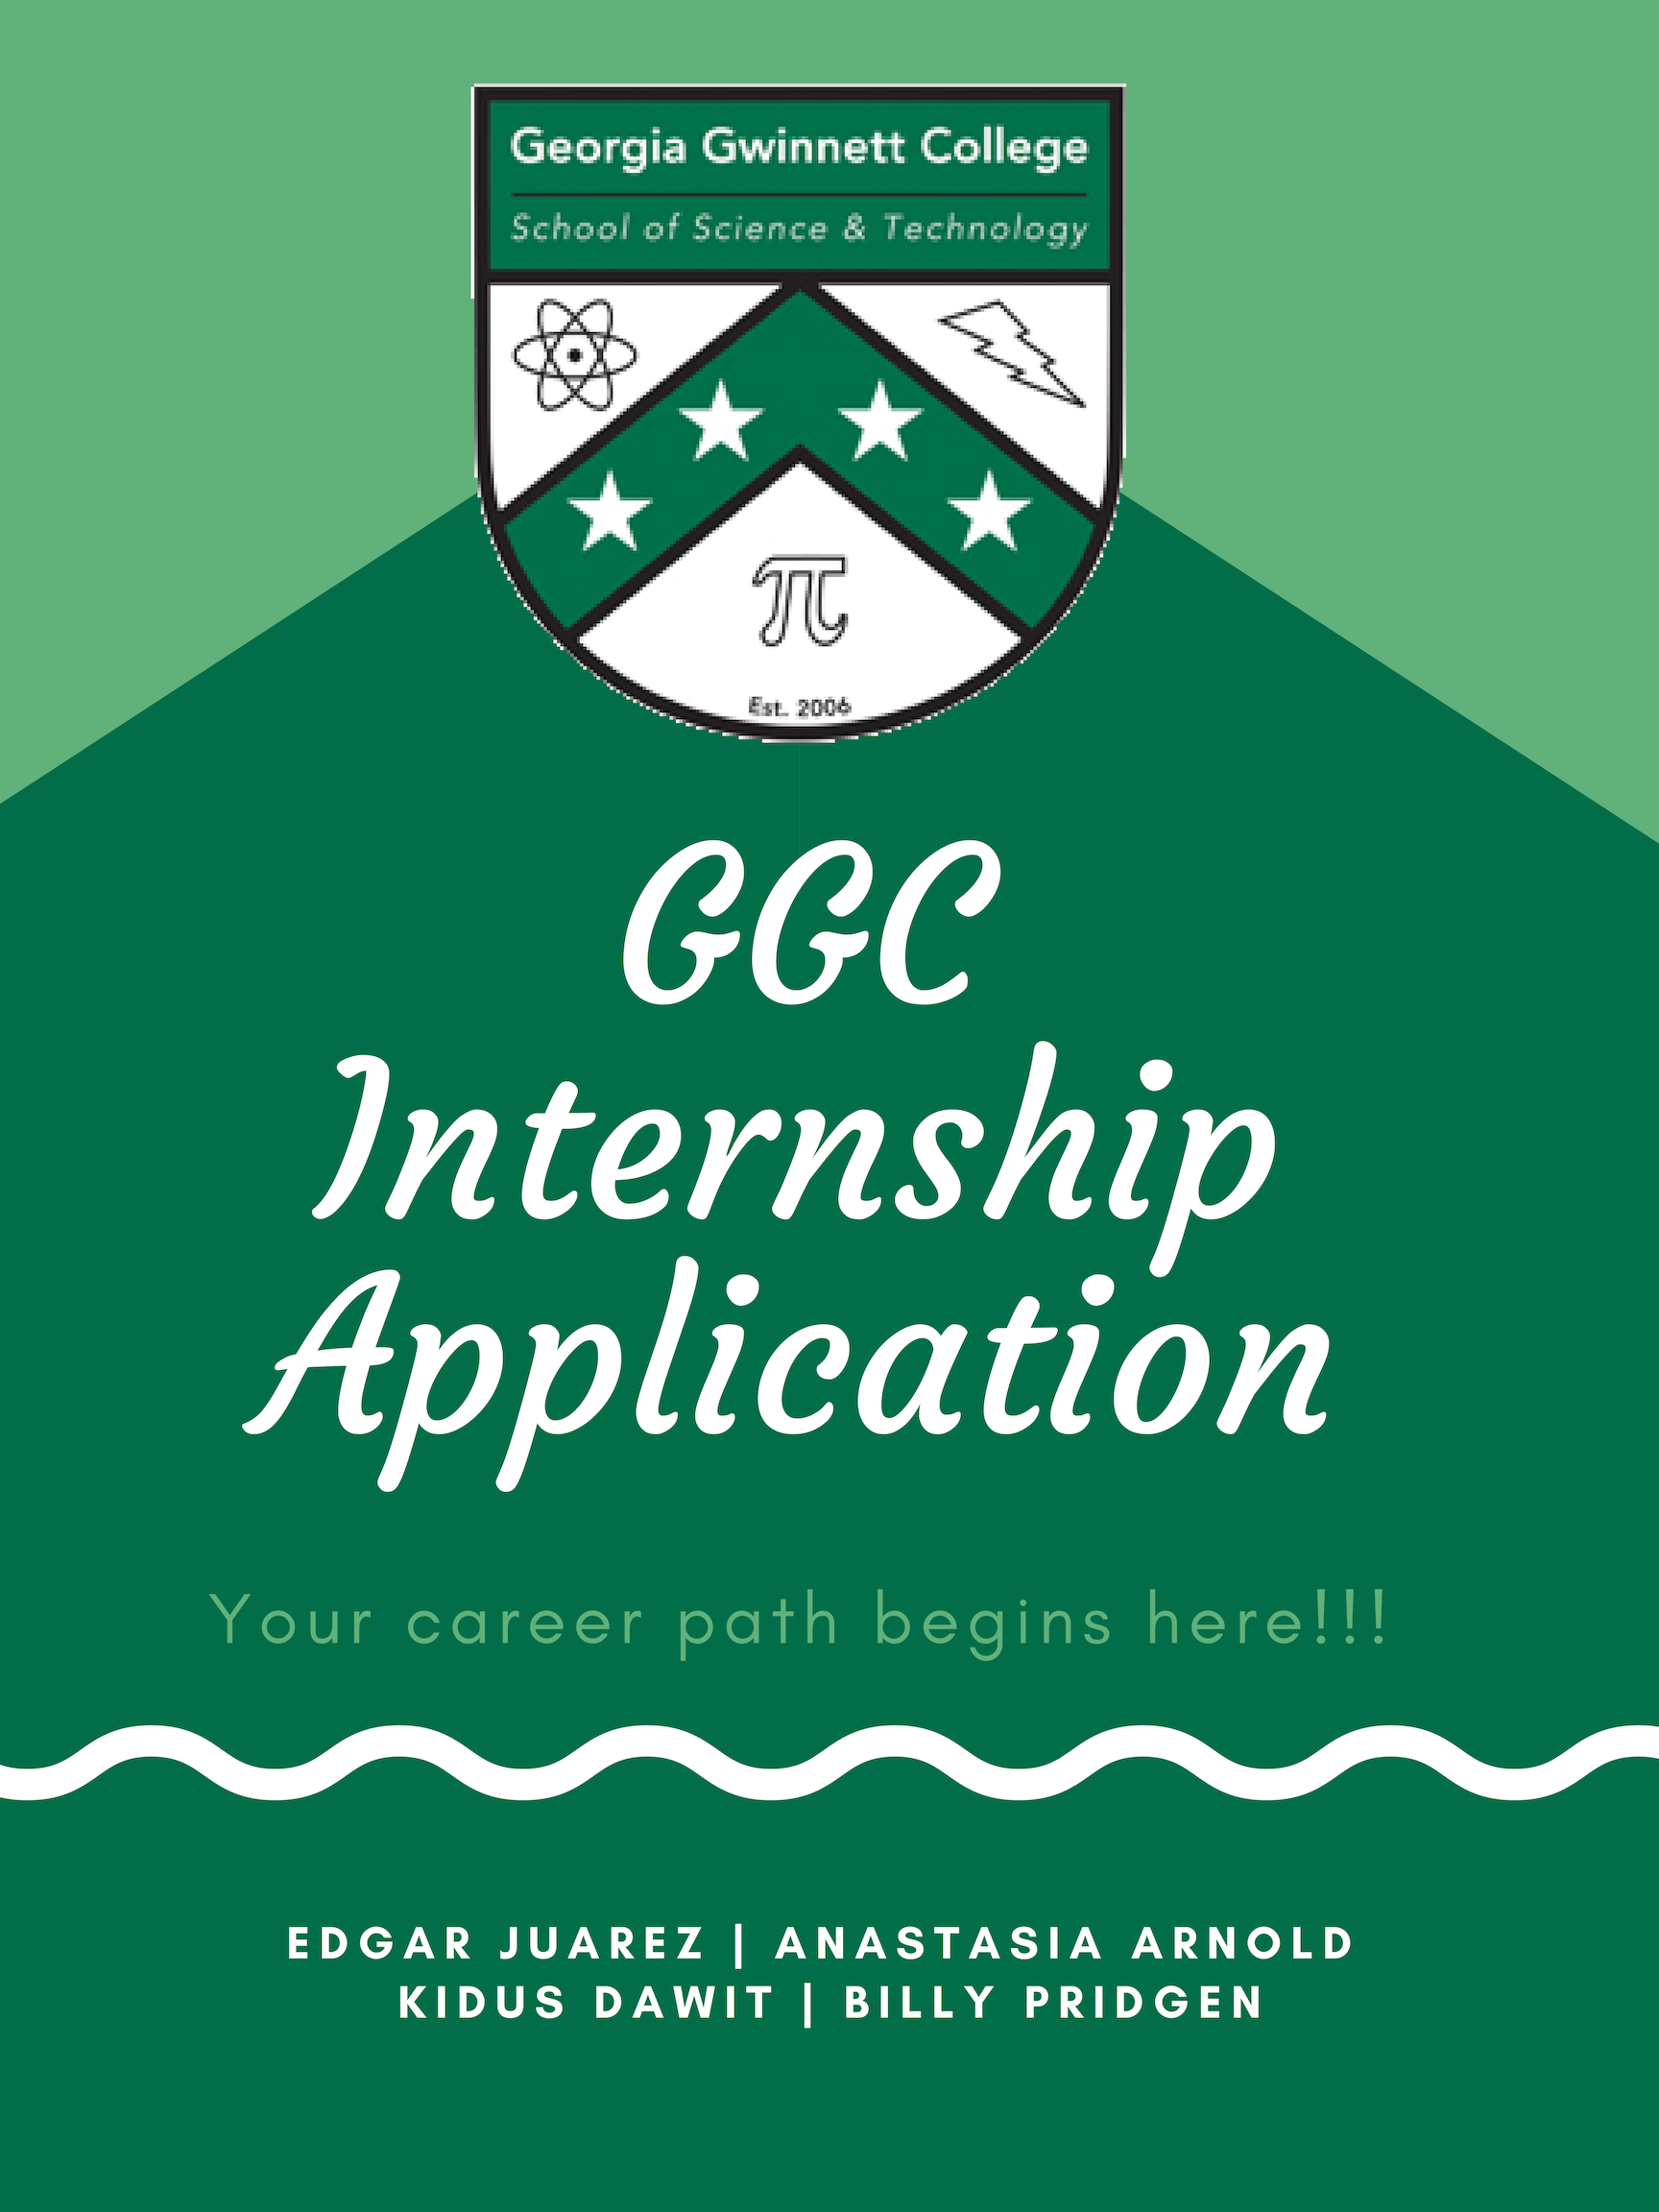 Georgia Gwinnett College
School of Science & Technology
π
Est. 2006
GGC
Internship
Application
Your career path begins here!!!
EDGAR JUAREZ | ANASTASIA ARNOLD
KIDUS DAWIT | BILLY PRIDGEN